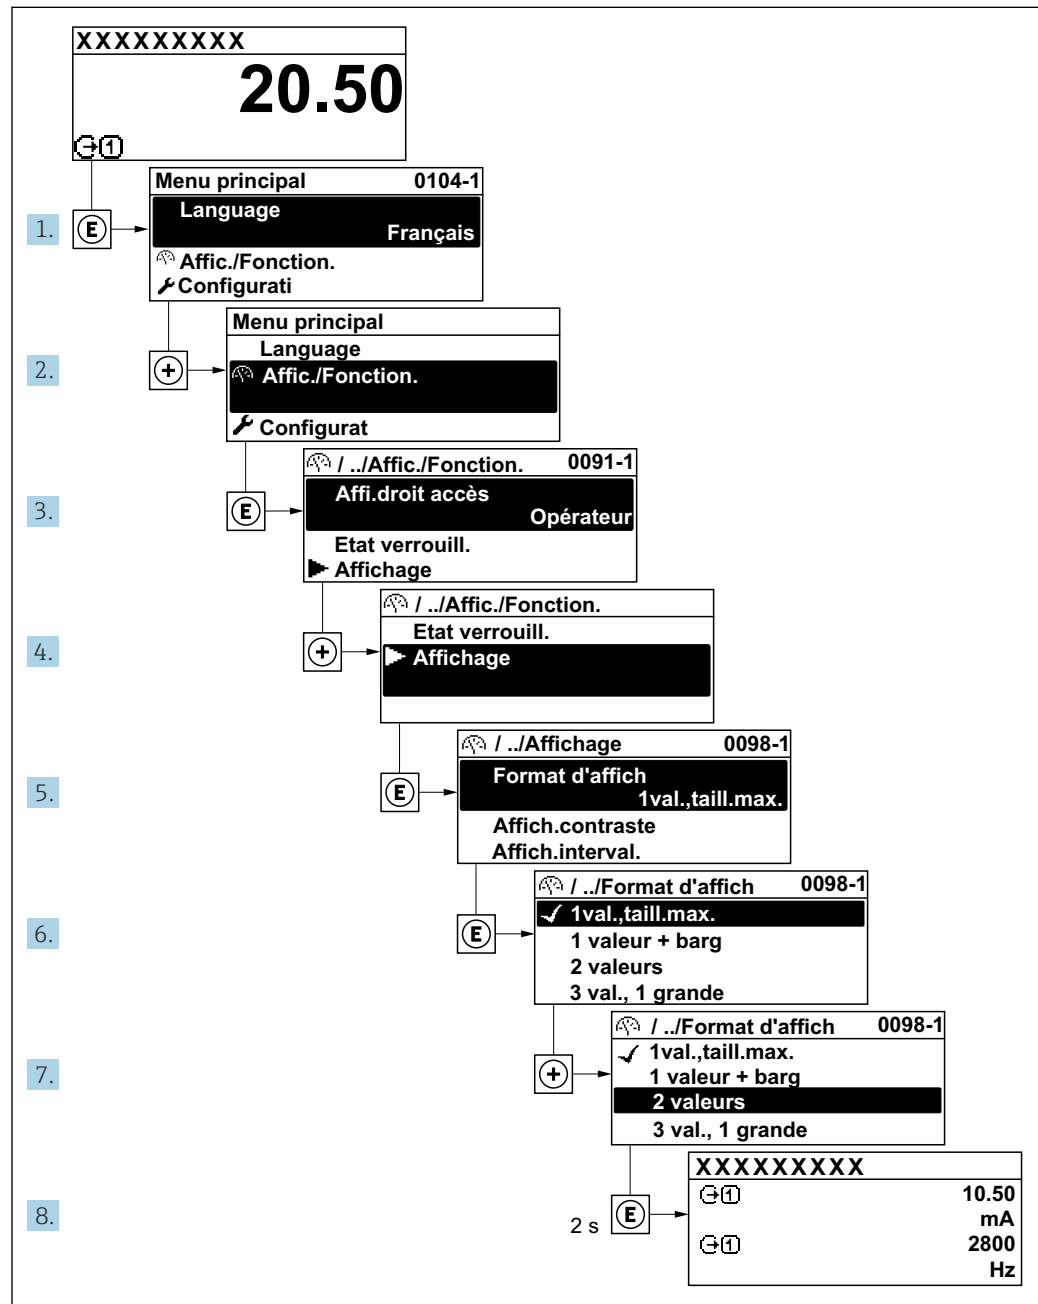 XXXXXXXXX
20.50
1
Menu principal 0104-1
Language
Français
1. E
Affic./Fonction.
Configurati
Menu principal
Language
2. +
Affic./Fonction.
Configurat
/ ../Affic./Fonction. 0091-1
Affi.droit accès
3. E
Opérateur
Etat verrouill.
Affichage
/ ../Affic./Fonction.
Etat verrouill.
4. +
Affichage
/ ../Affichage 0098-1
Format d'affich
5. E
1val.,taill.max.
Affich.contraste
Affich.interval.
/ ../Format d'affich 0098-1
1val.,taill.max.
6. E
1 valeur + barg
2 valeurs
3 val., 1 grande
/ ../Format d'affich 0098-1
1val.,taill.max.
7. +
1 valeur + barg
2 valeurs
3 val., 1 grande
XXXXXXXXX
1 10.50
8. 2 s E
mA
1 2800
Hz